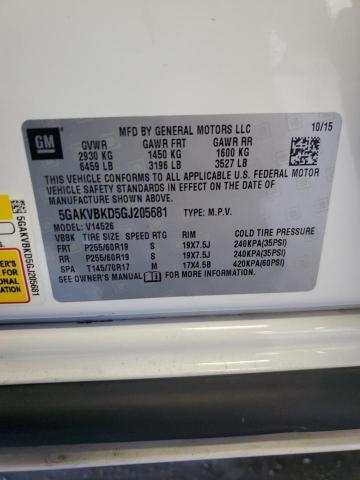 GM
MFD BY GENERAL MOTORS LLC 10/15
GVWR GAWR FRT GAWR RR
2930 KG 1450 KG 1600 KG
6459 LB 3196 LB 3527 LB
THIS VEHICLE CONFORMS TO ALL APPLICABLE U.S. FEDERAL MOTOR
VEHICLE SAFETY STANDARDS IN EFFECT ON THE DATE OF
MANUFACTURE SHOWN ABOVE.
5GAKVBKD5GJ205681 TYPE: M.P.V.
MODEL: V14526
VBBK TIRE SIZE SPEED RTG RIM COLD TIRE PRESSURE
FRT P255/60R19 S 19X7.5J 240KPA(35PSI)
RR P255/60R19 S 19X7.5J 240KPA(35PSI)
SPA T145/70R17 M 17X4.5B 420KPA(60PSI)
SEE OWNER'S MANUAL FOR MORE INFORMATION.
5GAKVBKD5GJ205681
OWNER'S